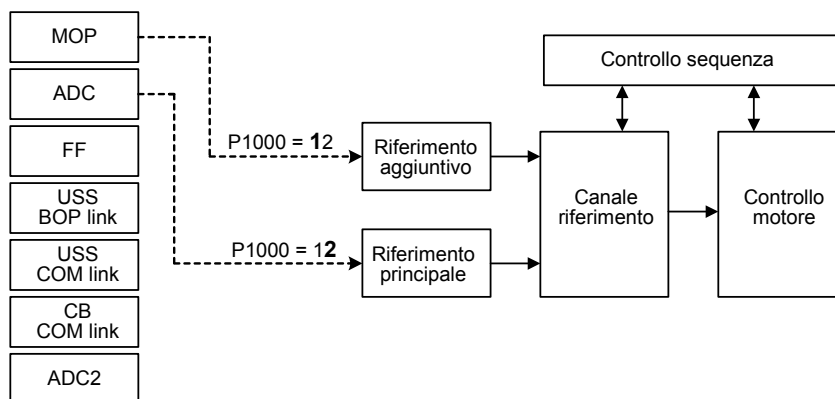 MOP
ADC
FF
USS
BOP link
USS
COM link
CB
COM link
ADC2
P1000 = 12
P1000 = 12
Riferimento
aggiuntivo
Riferimento
principale
Controllo sequenza
Canale
riferimento
Controllo
motore